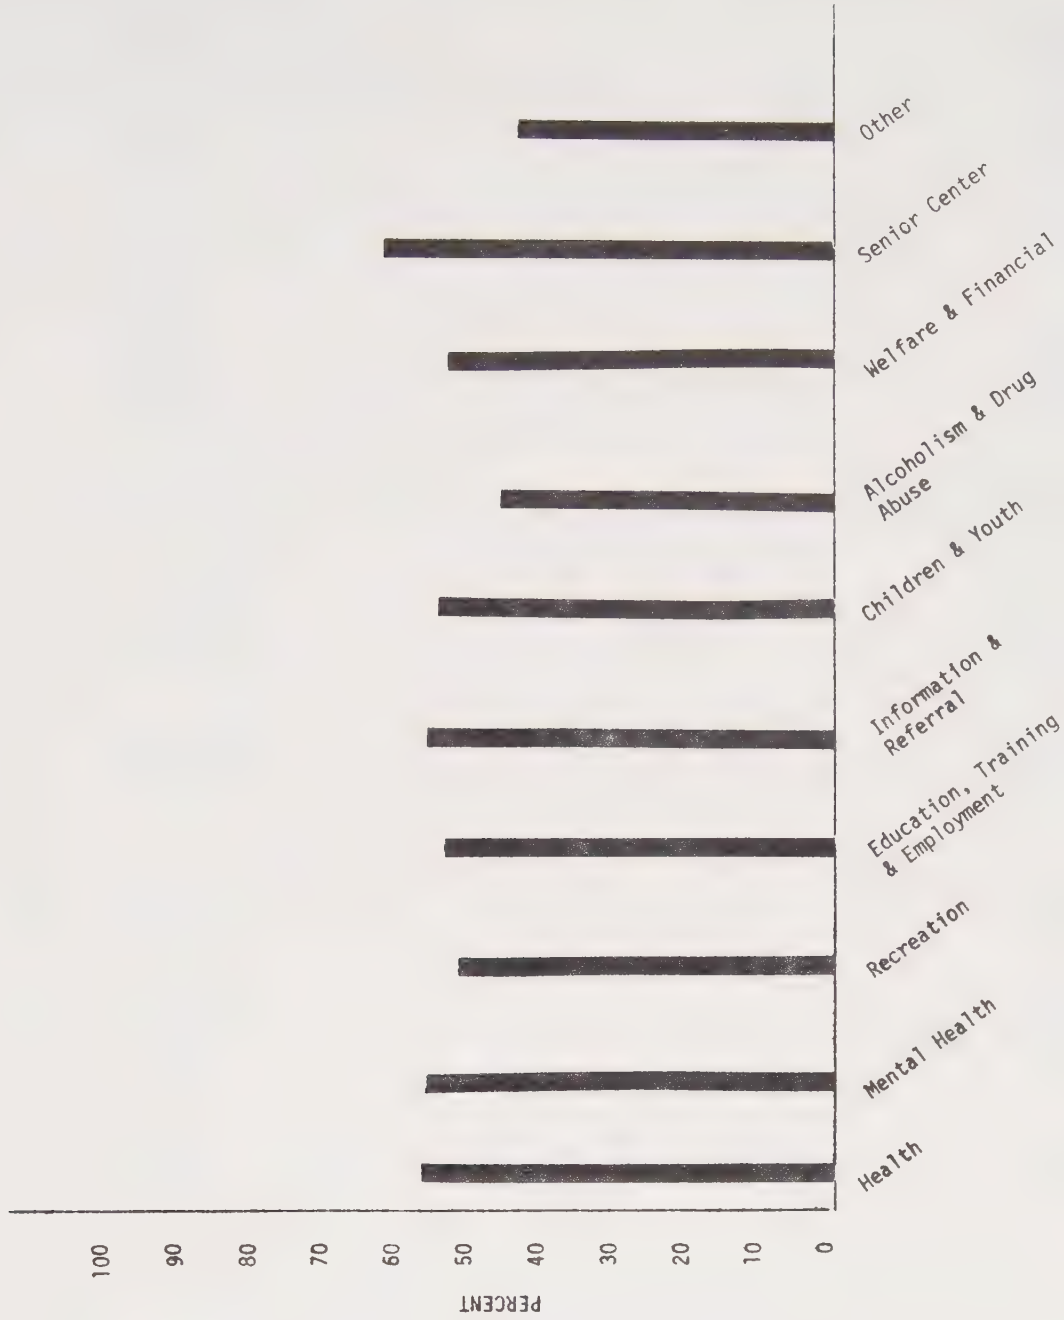 PERCENT
100
90
80
70
60
50
40
30
20
10
0
Health
Mental Health
Recreation
Education, Training
& Employment
Information &
Referral
Children & Youth
Alcoholism & Drug
Abuse
Welfare & Financial
Senior Center
Other